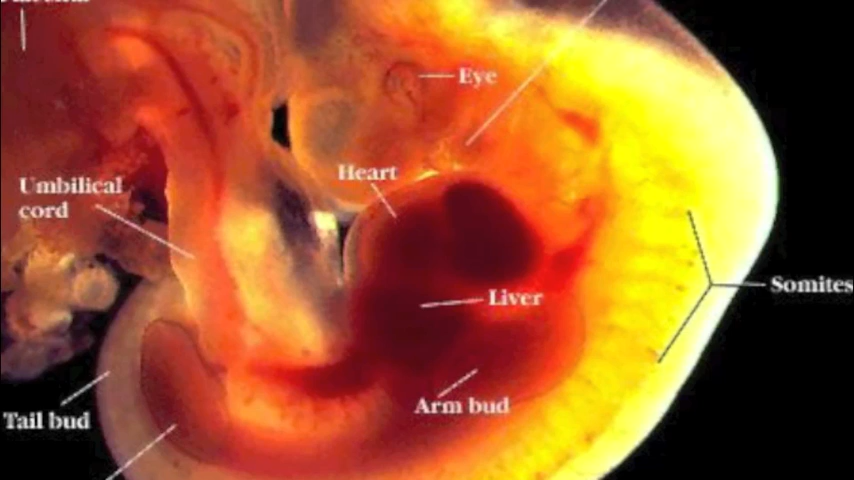 Eye
Heart
Umbilical
cord
Somites
Liver
Arm bud
Tail bud